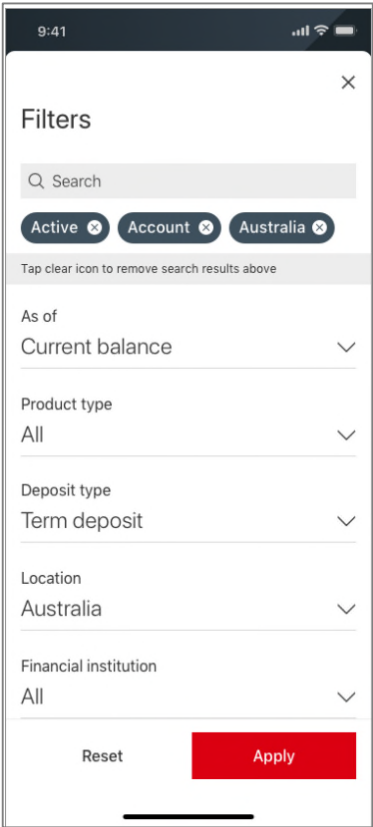 9:41
Filters
Search
Active Account Australia
Tap clear icon to remove search results above
As of
Current balance
Product type
All
Deposit type
Term deposit
Location
Australia
Financial institution
All
Reset Apply